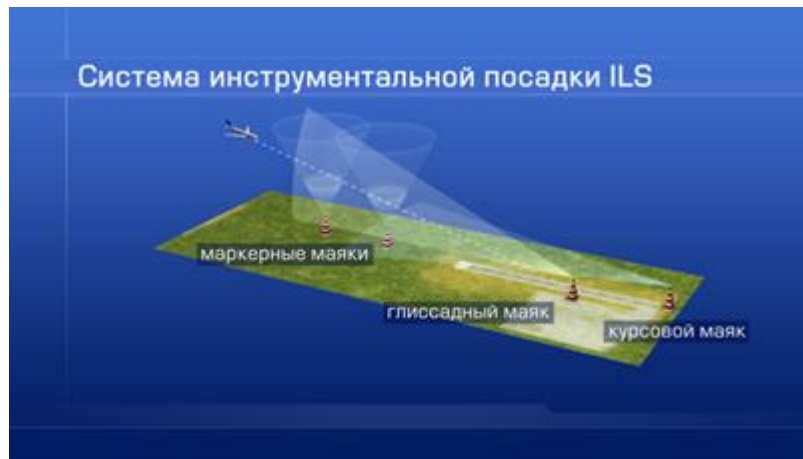 Система инструментальной посадки ILS
маркерные маяки
глиссадный маяк
курсовой маяк